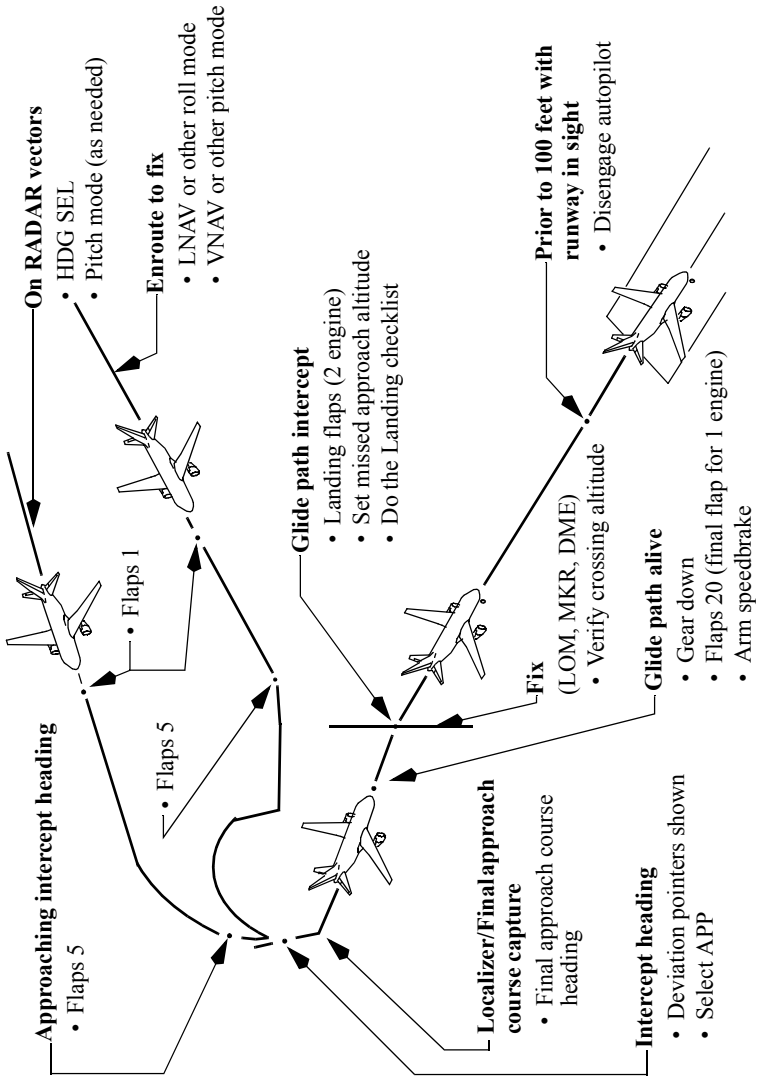 On RADAR vectors
• HDG SEL
• Pitch mode (as needed)
Enroute to fix
• LNAV or other roll mode
• VNAV or other pitch mode
• Flaps 1
Approaching intercept heading
• Flaps 5
• Flaps 5
Glide path intercept
• Landing flaps (2 engine)
• Set missed approach altitude
• Do the Landing checklist
Prior to 100 feet with
runway in sight
• Disengage autopilot
Localizer/Final approach
course capture
• Final approach course
heading
Fix
(LOM, MKR, DME)
• Verify crossing altitude
Intercept heading
• Deviation pointers shown
• Select APP
Glide path alive
• Gear down
• Flaps 20 (final flap for 1 engine)
• Arm speedbrake